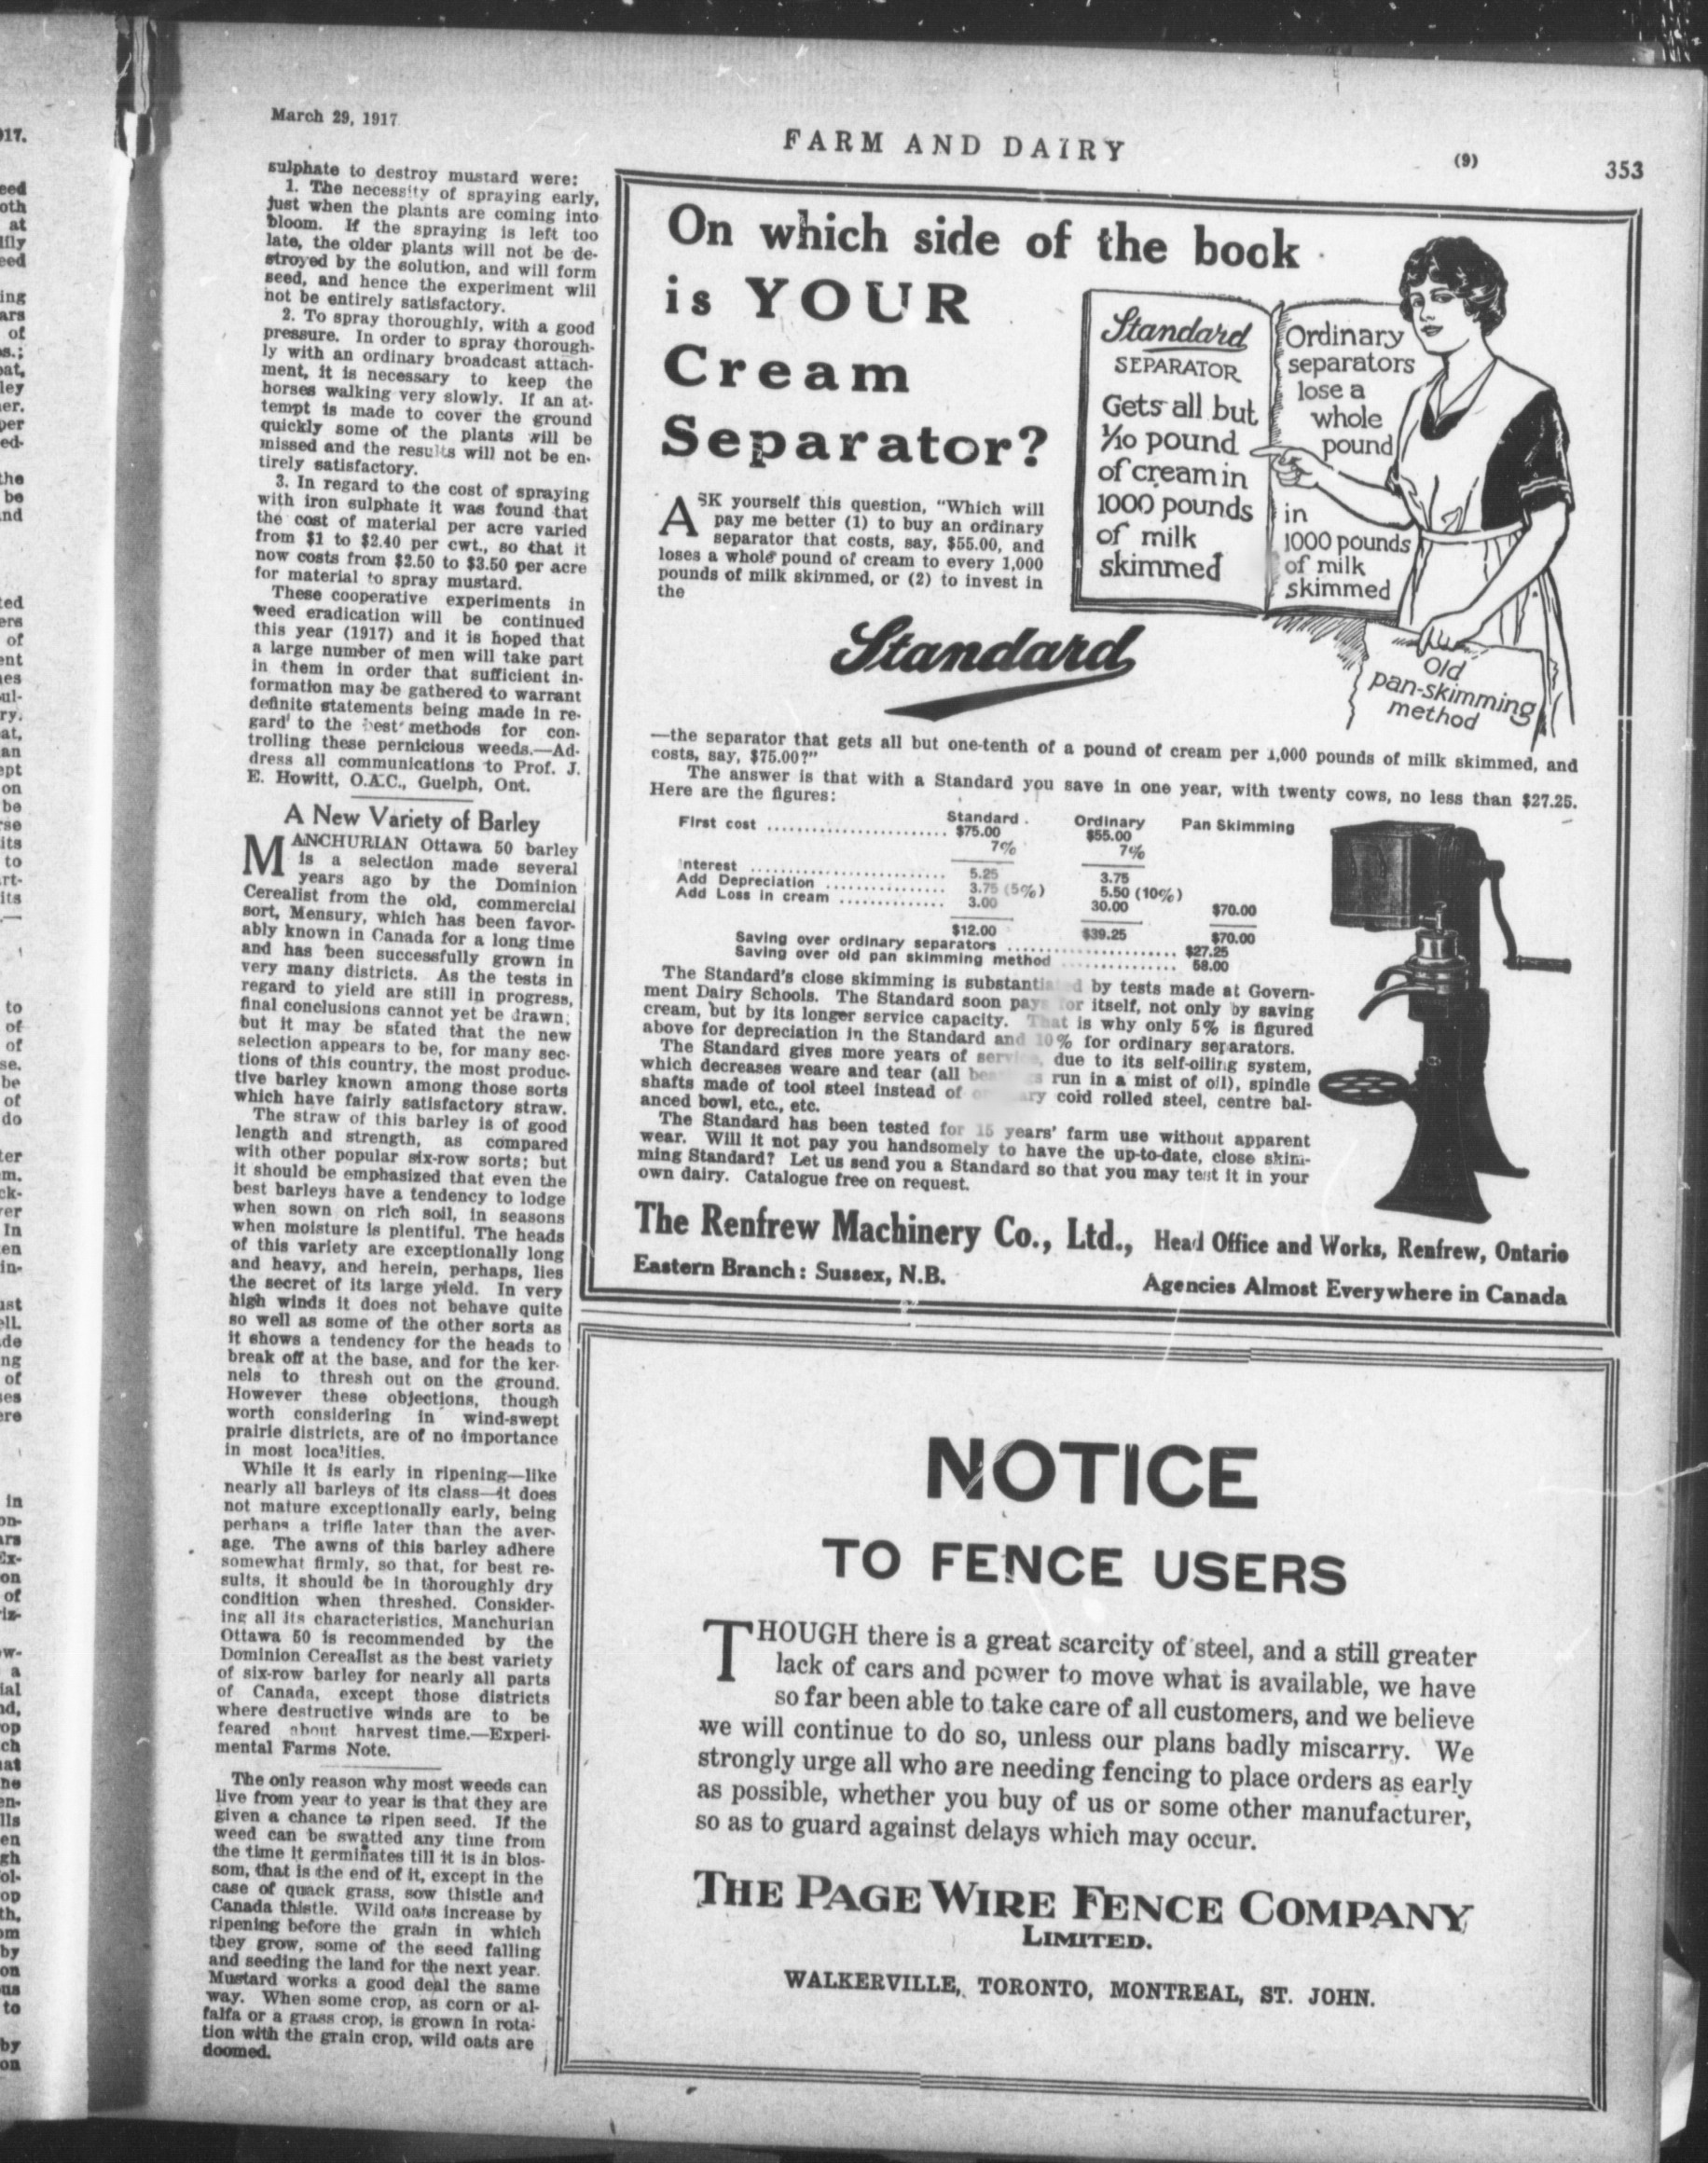 March 29, 1917
FARM AND DAIRY
(9)
353
sulphate to destroy mustard were:
1. The necessity of spraying early,
just when the plants are coming into
bloom. If the spraying is left too
late, the older plants will not be de-
stroyed by the solution, and will form
seed, and hence the experiment will
not be entirely satisfactory.
2. To spray thoroughly, with a good
pressure. In order to spray thorough-
ly with an ordinary broadcast attach-
ment, it is necessary to keep the
horses walking very slowly. If an at-
tempt is made to cover the ground
quickly some of the plants will be
missed and the results will not be en-
tirely satisfactory.
3. In regard to the cost of spraying
with iron sulphate it was found that
the cost of material per acre varied
from $1 to $2.40 per cwt., so that it
now costs from $2.50 to $3.50 per acre
for material to spray mustard.
These cooperative experiments in
weed eradication will be continued
this year (1917) and it is hoped that
a large number of men will take part
in them in order that sufficient in-
formation may be gathered to warrant
definite statements being made in re-
gard to the best methods for con-
trolling these pernicious weeds.—Ad-
dress all communications to Prof. J.
E. Howitt, O.A.C., Guelph, Ont.
A New Variety of Barley
MANCHURIAN Ottawa 50 barley
is a selection made several
years ago by the Dominion
Cerealist from the old, commercial
sort, Mensury, which has been favor-
ably known in Canada for a long time
and has been successfully grown in
very many districts. As the tests in
regard to yield are still in progress,
final conclusions cannot yet be drawn,
but it may be stated that the new
selection appears to be, for many sec-
tions of this country, the most produc-
tive barley known among those sorts
which have fairly satisfactory straw.
The straw of this barley is of good
length and strength, as compared
with other popular six-row sorts; but
it should be emphasized that even the
best barleys have a tendency to lodge
when sown on rich soil, in seasons
when moisture is plentiful. The heads
of this variety are exceptionally long
and heavy, and herein, perhaps, lies
the secret of its large yield. In very
high winds it does not behave quite
so well as some of the other sorts as
it shows a tendency for the heads to
break off at the base, and for the ker-
nels to thresh out on the ground.
However these objections, though
worth considering in wind-swept
prairie districts, are of no importance
in most localities.
While it is early in ripening—like
nearly all barleys of its class—it does
not mature exceptionally early, being
perhaps a trifle later than the aver-
age. The awns of this barley adhere
somewhat firmly, so that, for best re-
sults, it should be in thoroughly dry
condition when threshed. Consider-
ing all its characteristics, Manchurian
Ottawa 50 is recommended by the
Dominion Cerealist as the best variety
of six-row barley for nearly all parts
of Canada, except those districts
where destructive winds are to be
feared about harvest time.—Experi-
mental Farms Note.
The only reason why most weeds can
live from year to year is that they are
given a chance to ripen seed. If the
weed can be swatted any time from
the time it germinates till it is in blos-
som, that is the end of it, except in the
case of quack grass, sow thistle and
Canada thistle. Wild oats increase by
ripening before the grain in which
they grow, some of the seed falling
and seeding the land for the next year.
Mustard works a good deal the same
way. When some crop, as corn or al-
falfa or a grass crop, is grown in rota-
tion with the grain crop, wild oats are
doomed.
On which side of the book
is YOUR
Cream
Separator?
Standard
SEPARATOR
Gets all but
1/10 pound
of cream in
1000 pounds
of milk
skimmed
Ordinary
separators
lose a
whole
pound
in
1000 pounds
of milk
skimmed
Old
pan-skimming
method
ASK yourself this question, "Which will
pay me better (1) to buy an ordinary
separator that costs, say, $55.00, and
loses a whole pound of cream to every 1,000
pounds of milk skimmed, or (2) to invest in
the
Standard
—the separator that gets all but one-tenth of a pound of cream per 1,000 pounds of milk skimmed, and
costs, say, $75.00?"
The answer is that with a Standard you save in one year, with twenty cows, no less than $27.25.
Here are the figures:
Standard Ordinary Pan Skimming
First cost $75.00 $55.00
7% 7%
Interest 5.25 3.75
Add Depreciation 3.75 (5%) 5.50 (10%)
Add Loss in cream 3.00 30.00 $70.00
$12.00 $39.25 $70.00
Saving over ordinary separators $27.25
Saving over old pan skimming method 58.00
The Standard's close skimming is substantiated by tests made at Govern-
ment Dairy Schools. The Standard soon pays for itself, not only by saving
cream, but by its longer service capacity. That is why only 5% is figured
above for depreciation in the Standard and 10% for ordinary separators.
The Standard gives more years of service, due to its self-oiling system,
which decreases weare and tear (all bearings run in a mist of oil), spindle
shafts made of tool steel instead of ordinary cold rolled steel, centre bal-
anced bowl, etc., etc.
The Standard has been tested for 15 years' farm use without apparent
wear. Will it not pay you handsomely to have the up-to-date, close skim-
ming Standard? Let us send you a Standard so that you may test it in your
own dairy. Catalogue free on request.
The Renfrew Machinery Co., Ltd., Head Office and Works, Renfrew, Ontario
Eastern Branch: Sussex, N.B. Agencies Almost Everywhere in Canada
NOTICE
TO FENCE USERS
THOUGH there is a great scarcity of steel, and a still greater
lack of cars and power to move what is available, we have
so far been able to take care of all customers, and we believe
we will continue to do so, unless our plans badly miscarry. We
strongly urge all who are needing fencing to place orders as early
as possible, whether you buy of us or some other manufacturer,
so as to guard against delays which may occur.
THE PAGE WIRE FENCE COMPANY
LIMITED.
WALKERVILLE, TORONTO, MONTREAL, ST. JOHN.